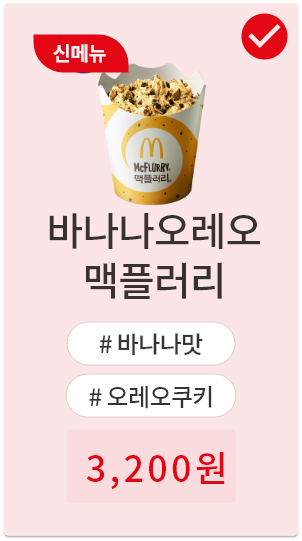 신메뉴
McFLURRY®
맥플러리®
바나나오레오
맥플러리
# 바나나맛
# 오레오쿠키
3,200원